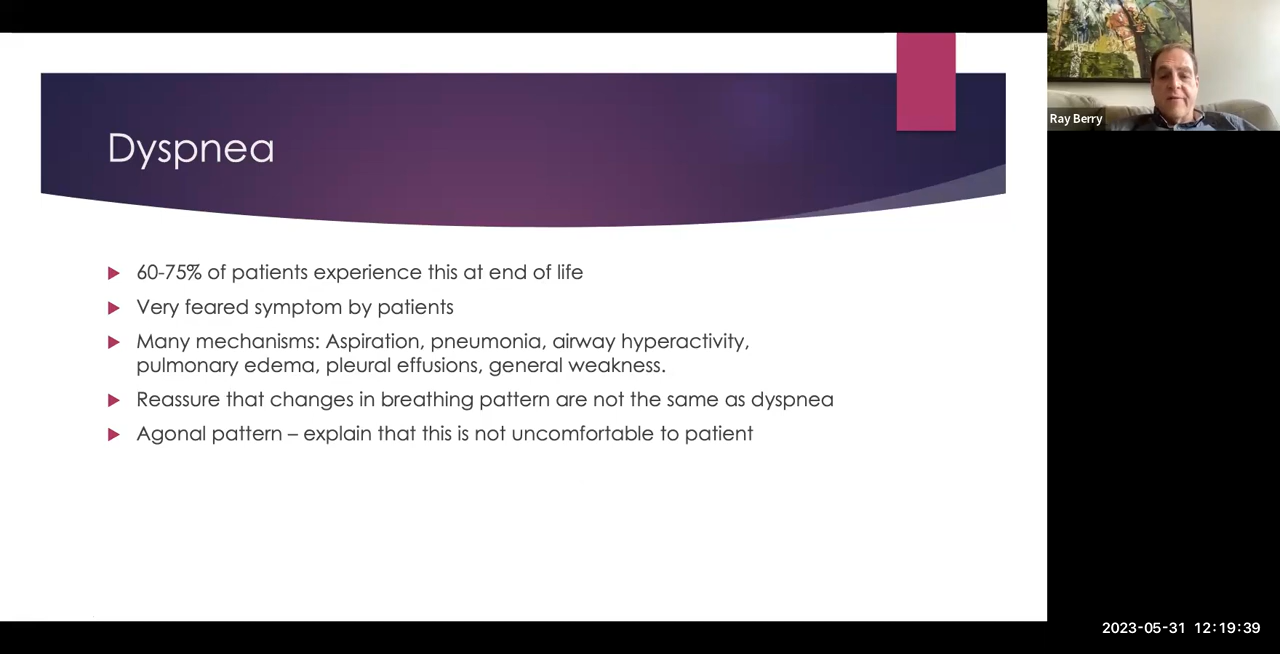 Dyspnea
60-75% of patients experience this at end of life
Very feared symptom by patients
Many mechanisms: Aspiration, pneumonia, airway hyperactivity,
pulmonary edema, pleural effusions, general weakness.
Reassure that changes in breathing pattern are not the same as dyspnea
Agonal pattern – explain that this is not uncomfortable to patient
Ray Berry
2023-05-31 12:19:39